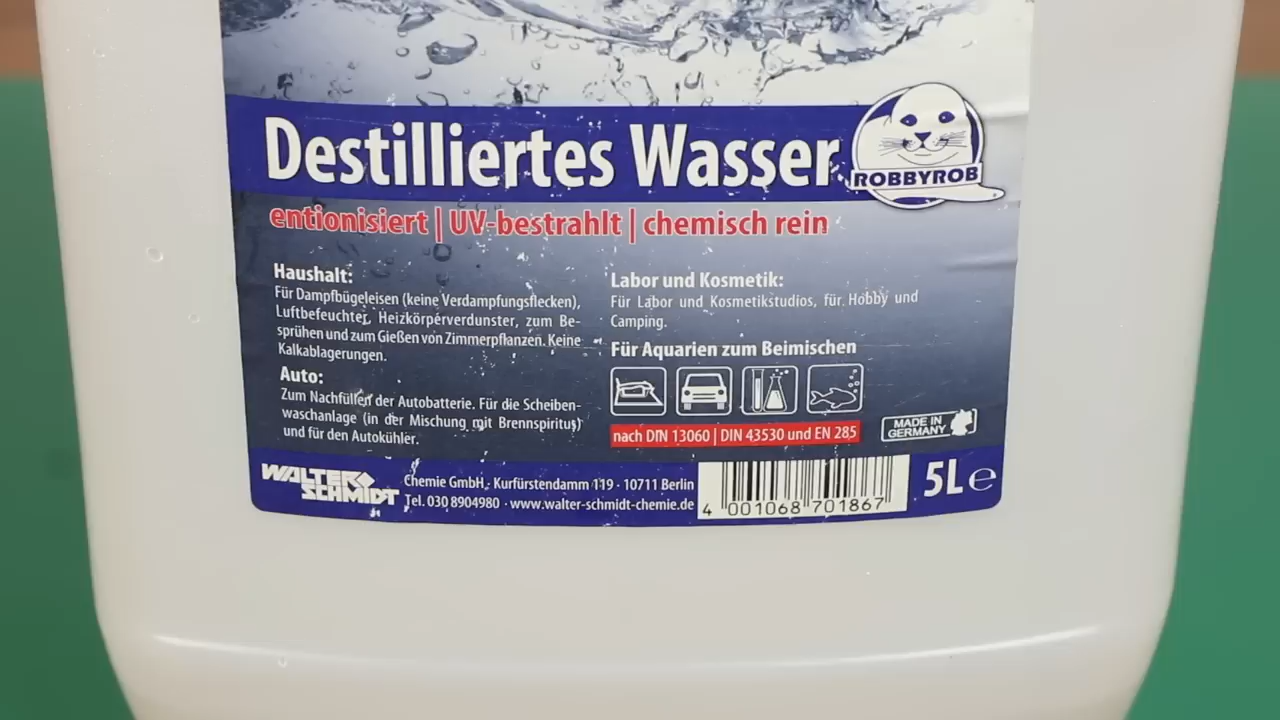 Destilliertes Wasser
ROBBYROB
entionisiert | UV-bestrahlt | chemisch rein
Haushalt:
Für Dampfbügeleisen (keine Verdampfungsflecken),
Luftbefeuchter, Heizkörperverdunster, zum Be-
sprühen und zum Gießen von Zimmerpflanzen. Keine
Kalkablagerungen.
Auto:
Zum Nachfüllen der Autobatterie. Für die Scheiben-
waschanlage (in der Mischung mit Brennspiritus)
und für den Autokühler.
Labor und Kosmetik:
Für Labor und Kosmetikstudios, für Hobby und
Camping.
Für Aquarien zum Beimischen
nach DIN 13060 | DIN 43530 und EN 285
MADE IN
GERMANY
WALTER
SCHMIDT
Chemie GmbH · Kurfürstendamm 119 · 10711 Berlin
Tel. 030 8904980 · www.walter-schmidt-chemie.de
4 001068 701867
5L ℮